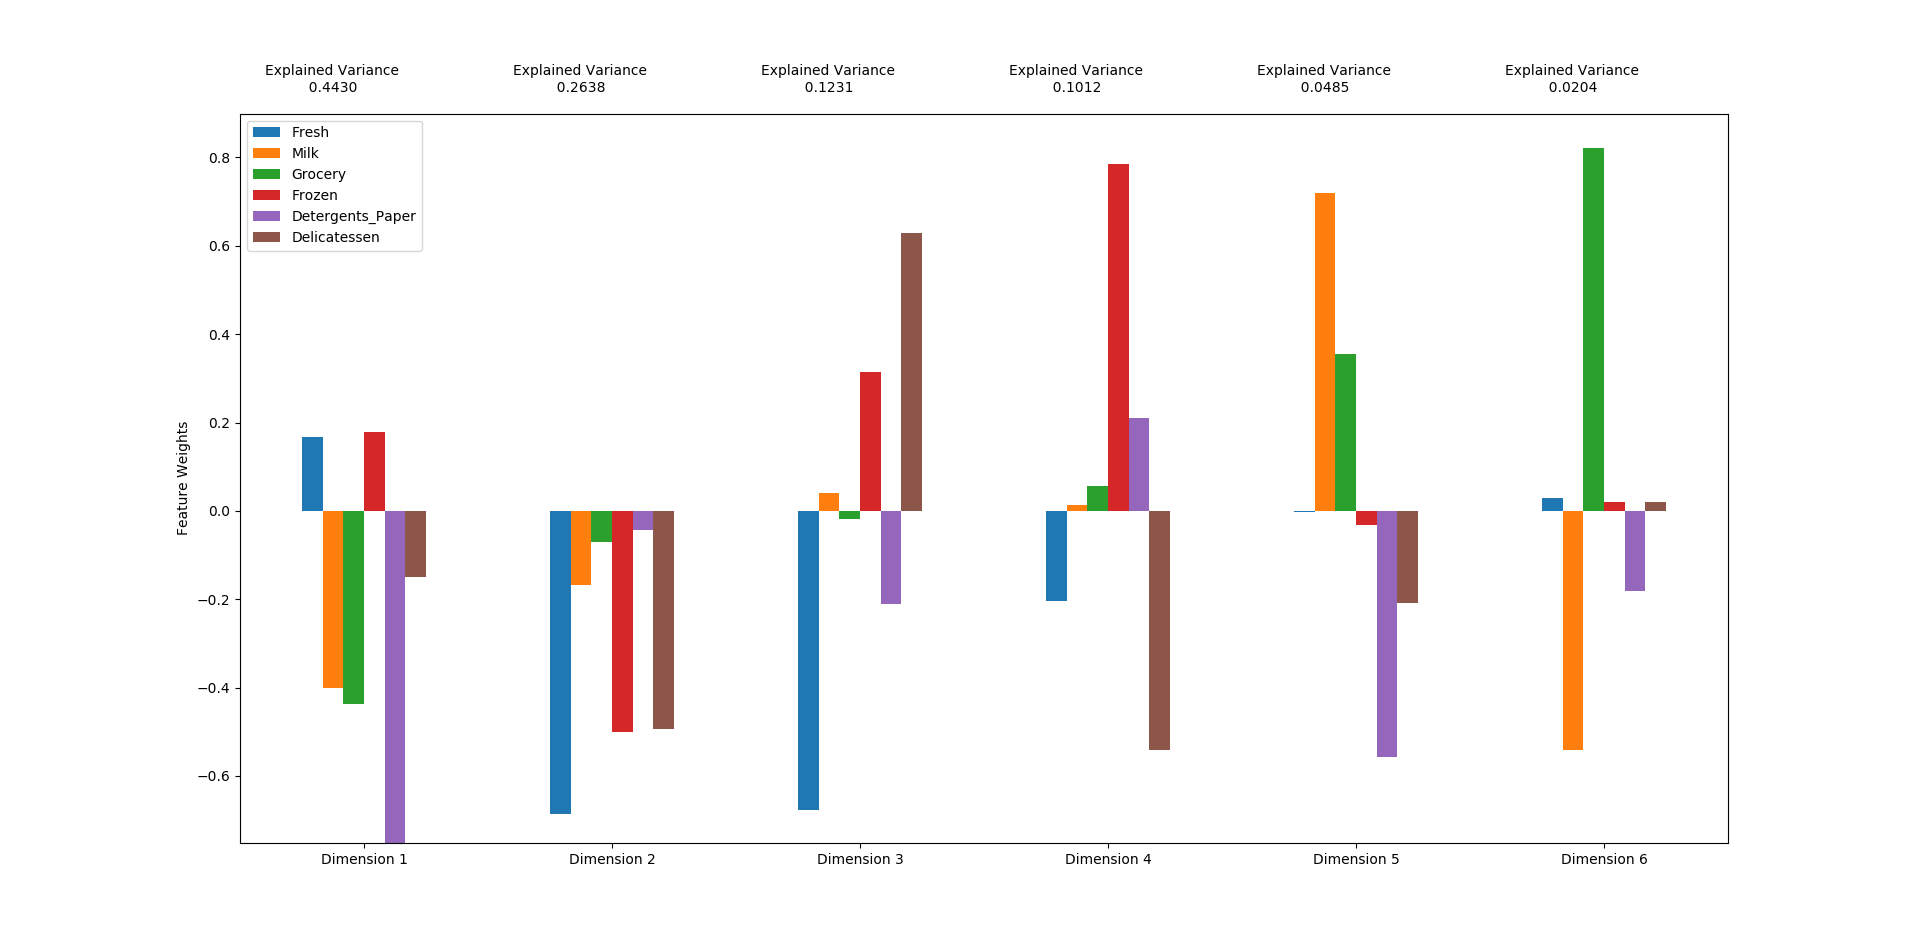 Explained Variance
0.4430
Explained Variance
0.2638
Explained Variance
0.1231
Explained Variance
0.1012
Explained Variance
0.0485
Explained Variance
0.0204
Fresh
Milk
Grocery
Frozen
Detergents_Paper
Delicatessen
Feature Weights
0.8
0.6
0.4
0.2
0.0
−0.2
−0.4
−0.6
Dimension 1
Dimension 2
Dimension 3
Dimension 4
Dimension 5
Dimension 6